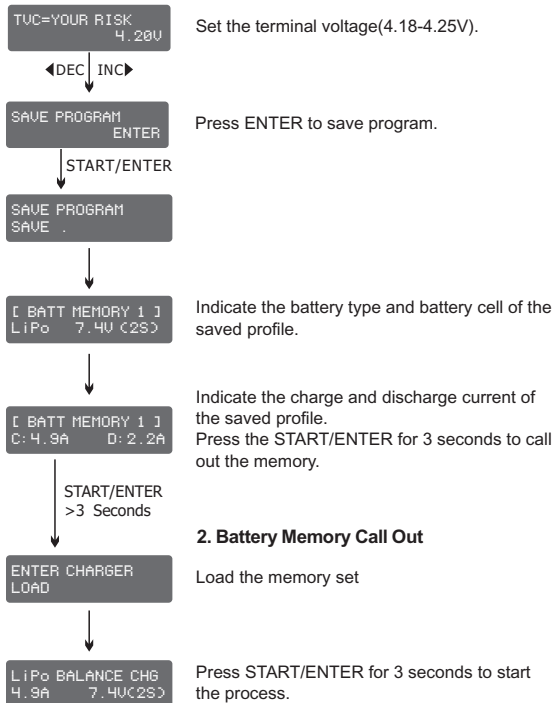 TVC=YOUR RISK
4.20V
Set the terminal voltage(4.18-4.25V).
◀DEC INC▶
SAVE PROGRAM
ENTER
Press ENTER to save program.
START/ENTER
SAVE PROGRAM
SAVE .
[ BATT MEMORY 1 ]
LiPo 7.4V (2S)
Indicate the battery type and battery cell of the
saved profile.
[ BATT MEMORY 1 ]
C:4.9A D:2.2A
Indicate the charge and discharge current of
the saved profile.
Press the START/ENTER for 3 seconds to call
out the memory.
START/ENTER
>3 Seconds
2. Battery Memory Call Out
ENTER CHARGER
LOAD
Load the memory set
LiPo BALANCE CHG
4.9A 7.4V(2S)
Press START/ENTER for 3 seconds to start
the process.